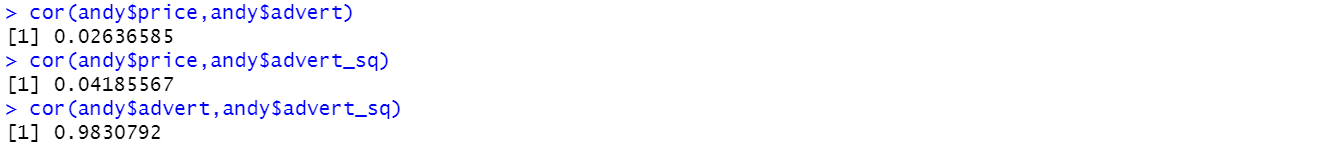 > cor(andy$price,andy$advert)
[1] 0.02636585
> cor(andy$price,andy$advert_sq)
[1] 0.04185567
> cor(andy$advert,andy$advert_sq)
[1] 0.9830792